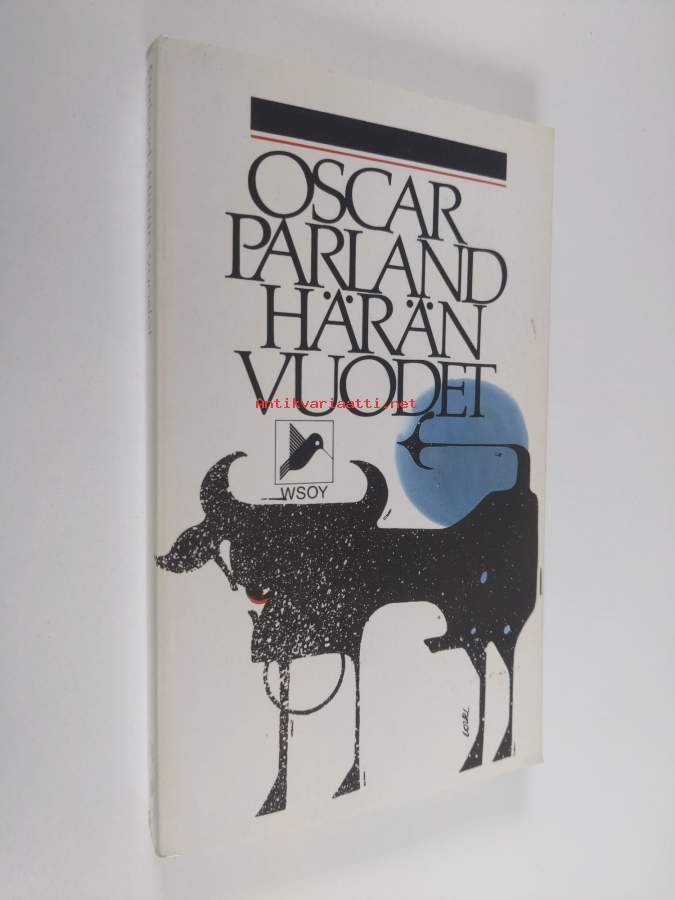 OSCAR
PARLAND
HÄRÄN
VUODET
Antikvariaatti.net
WSOY